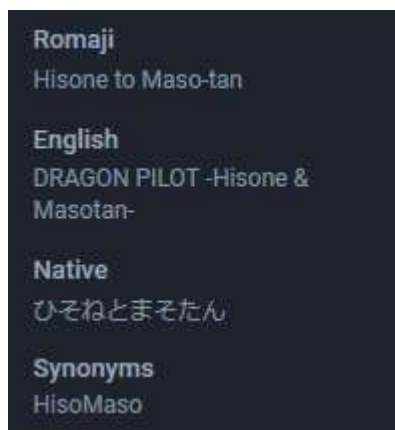 Romaji
Hisone to Maso-tan
English
DRAGON PILOT -Hisone &
Masotan-
Native
ひそねとまそたん
Synonyms
HisoMaso